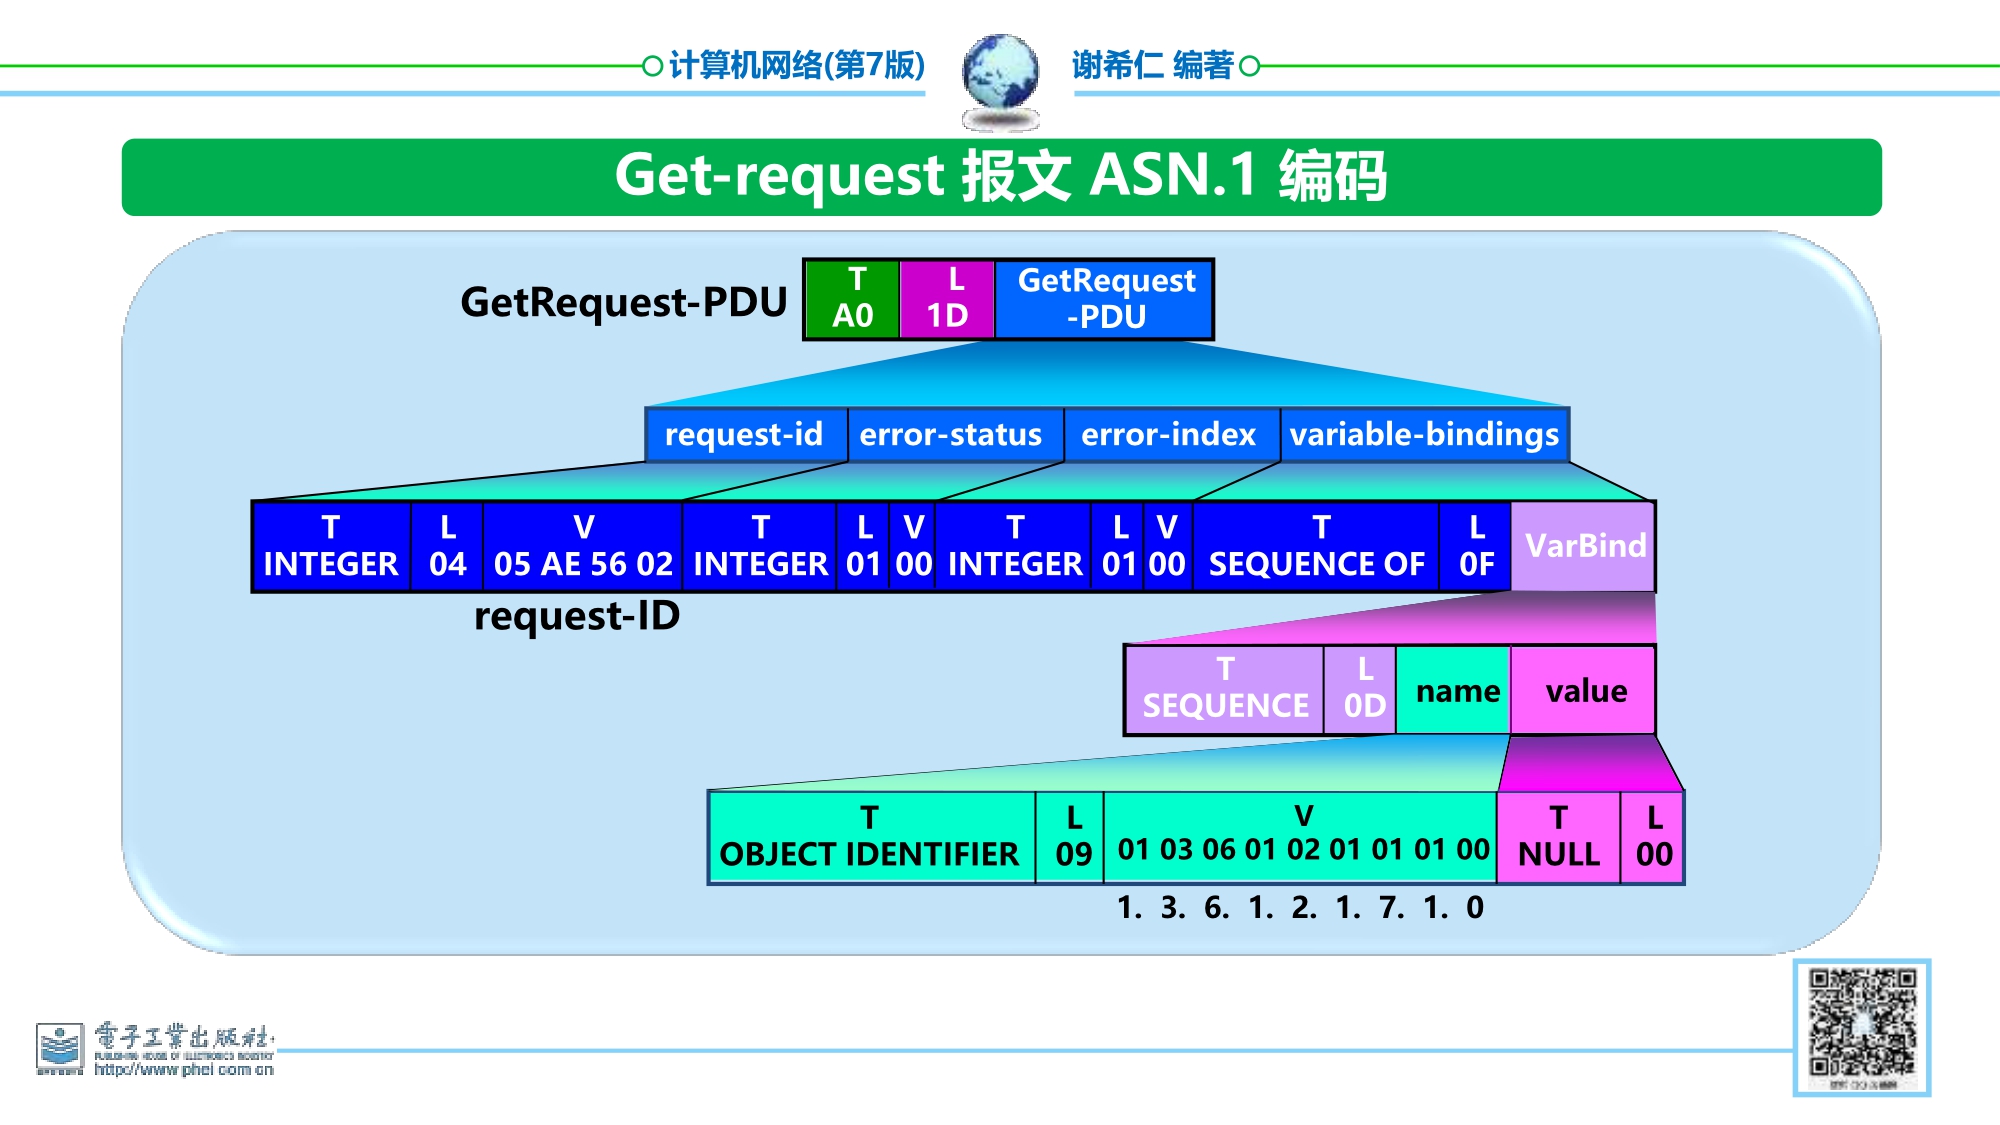 计算机网络(第7版)
谢希仁 编著
Get-request 报文 ASN.1 编码
GetRequest-PDU
T
A0
L
1D
GetRequest
-PDU
request-id
error-status
error-index
variable-bindings
T
INTEGER
L
04
V
05 AE 56 02
T
INTEGER
L
01
V
00
T
INTEGER
L
01
V
00
T
SEQUENCE OF
L
0F
VarBind
request-ID
T
SEQUENCE
L
0D
name
value
T
OBJECT IDENTIFIER
L
09
V
01 03 06 01 02 01 01 01 00
T
NULL
L
00
1. 3. 6. 1. 2. 1. 7. 1. 0
電子工業出版社
PUBLISHING HOUSE OF ELECTRONICS INDUSTRY
http://www.phei.com.cn